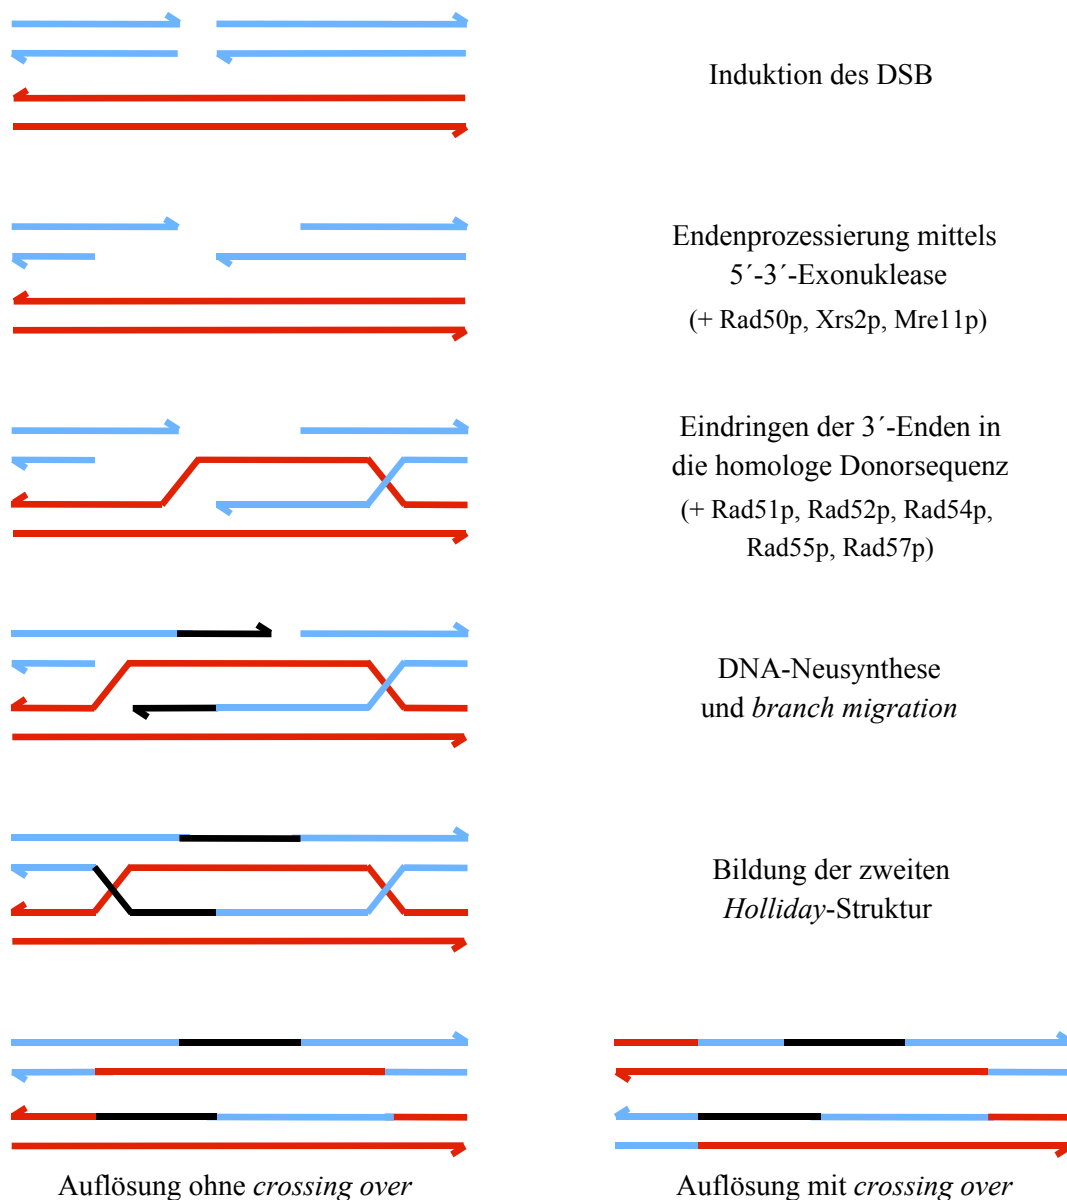 Induktion des DSB
Endenprozessierung mittels
5´-3´-Exonuklease
(+ Rad50p, Xrs2p, Mre11p)
Eindringen der 3´-Enden in
die homologe Donorsequenz
(+ Rad51p, Rad52p, Rad54p,
Rad55p, Rad57p)
DNA-Neusynthese
und branch migration
Bildung der zweiten
Holliday-Struktur
Auflösung ohne crossing over
Auflösung mit crossing over